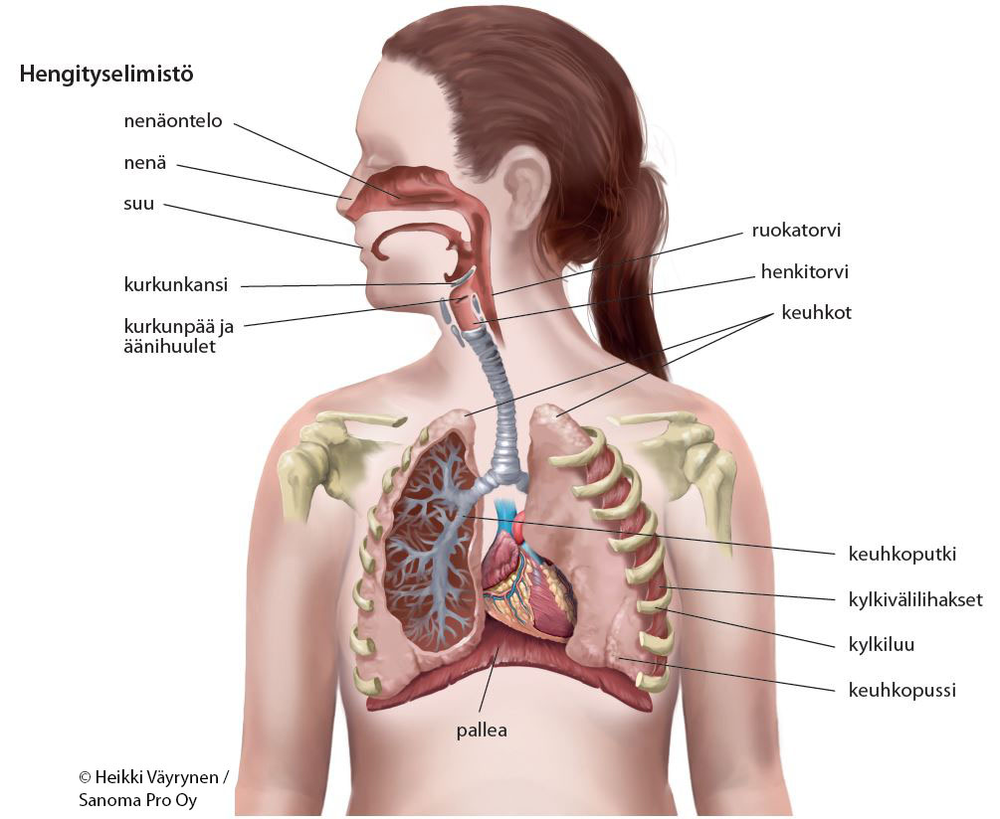 Hengityselimistö
nenäontelo
nenä
suu
kurkunkansi
kurkunpää ja
äänihuulet
ruokatorvi
henkitorvi
keuhkot
keuhkoputki
kylkivälilihakset
kylkiluu
keuhkopussi
pallea
© Heikki Väyrynen /
Sanoma Pro Oy